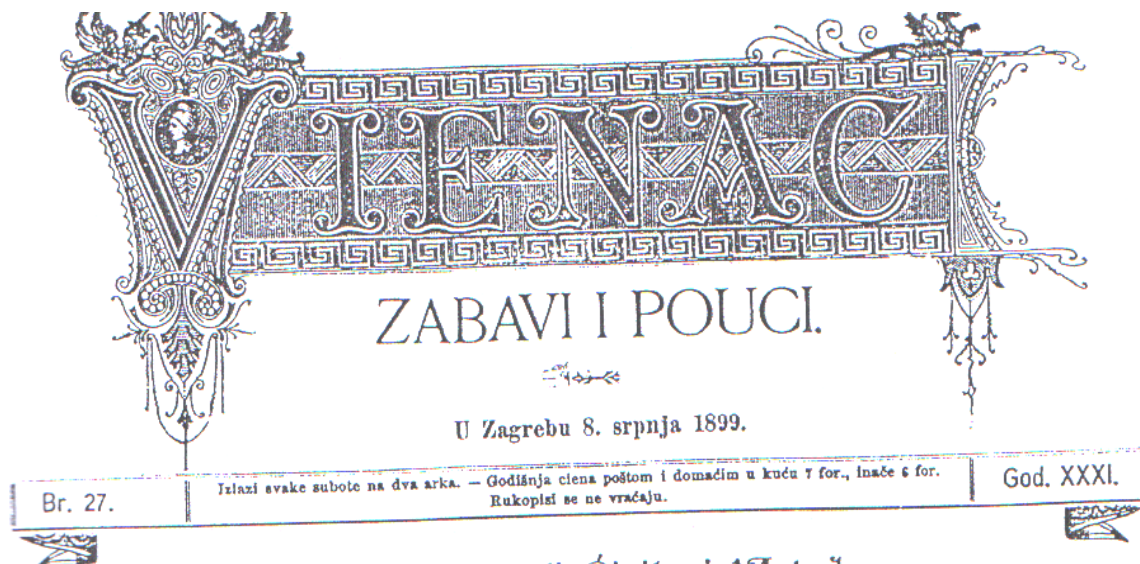 VIENAC
ZABAVI I POUCI.
U Zagrebu 8. srpnja 1899.
Br. 27.
Izlazi svake subote na dva arka. — Godišnja ciena poštom i domaćim u kuću 7 for., inače 6 for.
Rukopisi se ne vraćaju.
God. XXXI.